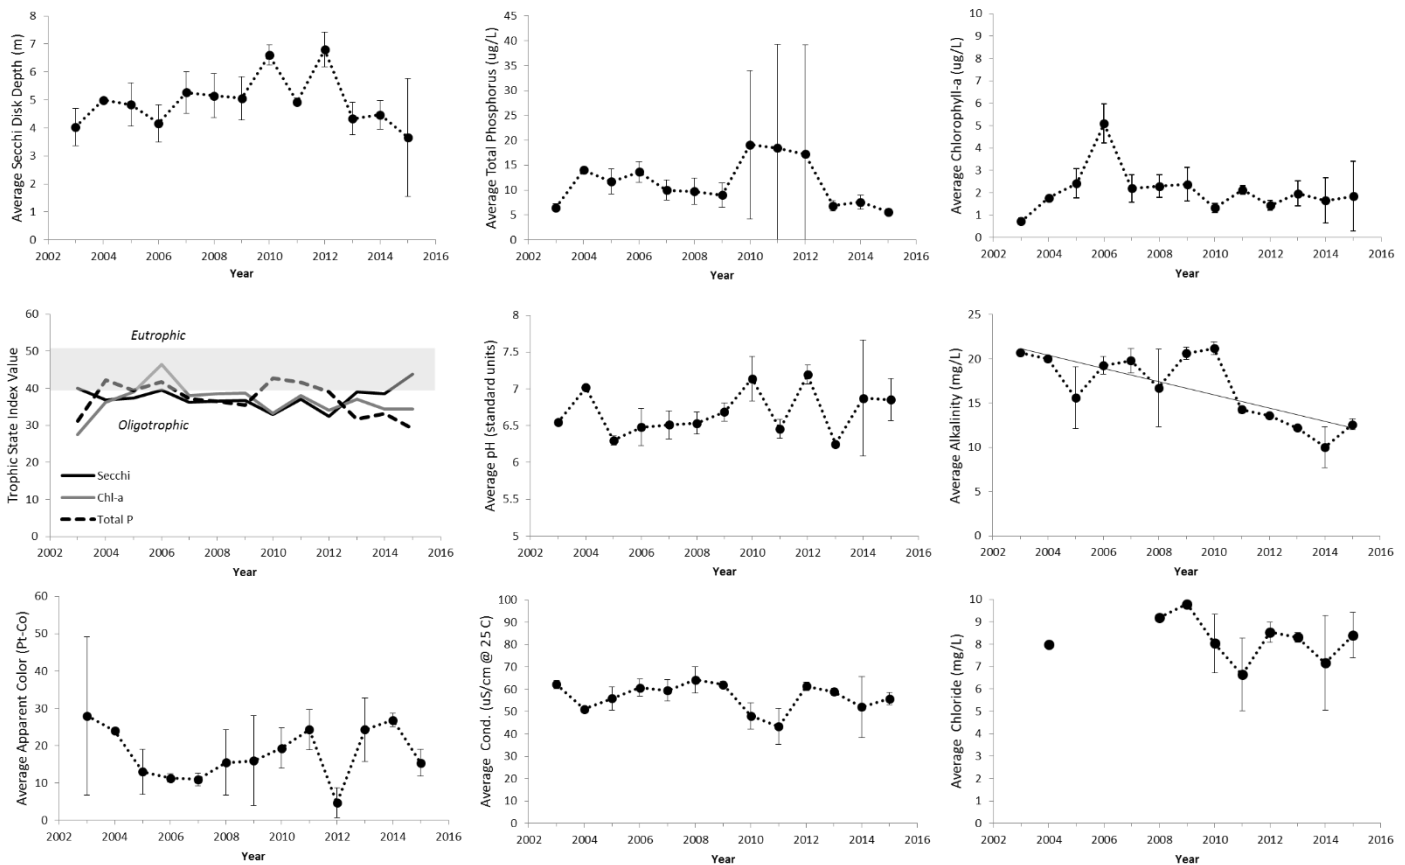 Average Secchi Disk Depth (m)
8
7
6
5
4
3
2
1
0
2002 2004 2006 2008 2010 2012 2014 2016
Year
Average Total Phosphorus (ug/L)
45
40
35
30
25
20
15
10
5
0
2002 2004 2006 2008 2010 2012 2014 2016
Year
Average Chlorophyll-a (ug/L)
10
9
8
7
6
5
4
3
2
1
0
2002 2004 2006 2008 2010 2012 2014 2016
Year
Trophic State Index Value
60
50
40
30
20
10
0
Eutrophic
Oligotrophic
Secchi
Chl-a
Total P
2002 2004 2006 2008 2010 2012 2014 2016
Year
Average pH (standard units)
8
7.5
7
6.5
6
5.5
5
2002 2004 2006 2008 2010 2012 2014 2016
Year
Average Alkalinity (mg/L)
25
20
15
10
5
0
2002 2004 2006 2008 2010 2012 2014 2016
Year
Average Apparent Color (Pt-Co)
60
50
40
30
20
10
0
2002 2004 2006 2008 2010 2012 2014 2016
Year
Average Cond. (uS/cm @ 25 C)
100
90
80
70
60
50
40
30
20
10
0
2002 2004 2006 2008 2010 2012 2014 2016
Year
Average Chloride (mg/L)
10
9
8
7
6
5
4
3
2
1
0
2002 2004 2006 2008 2010 2012 2014 2016
Year